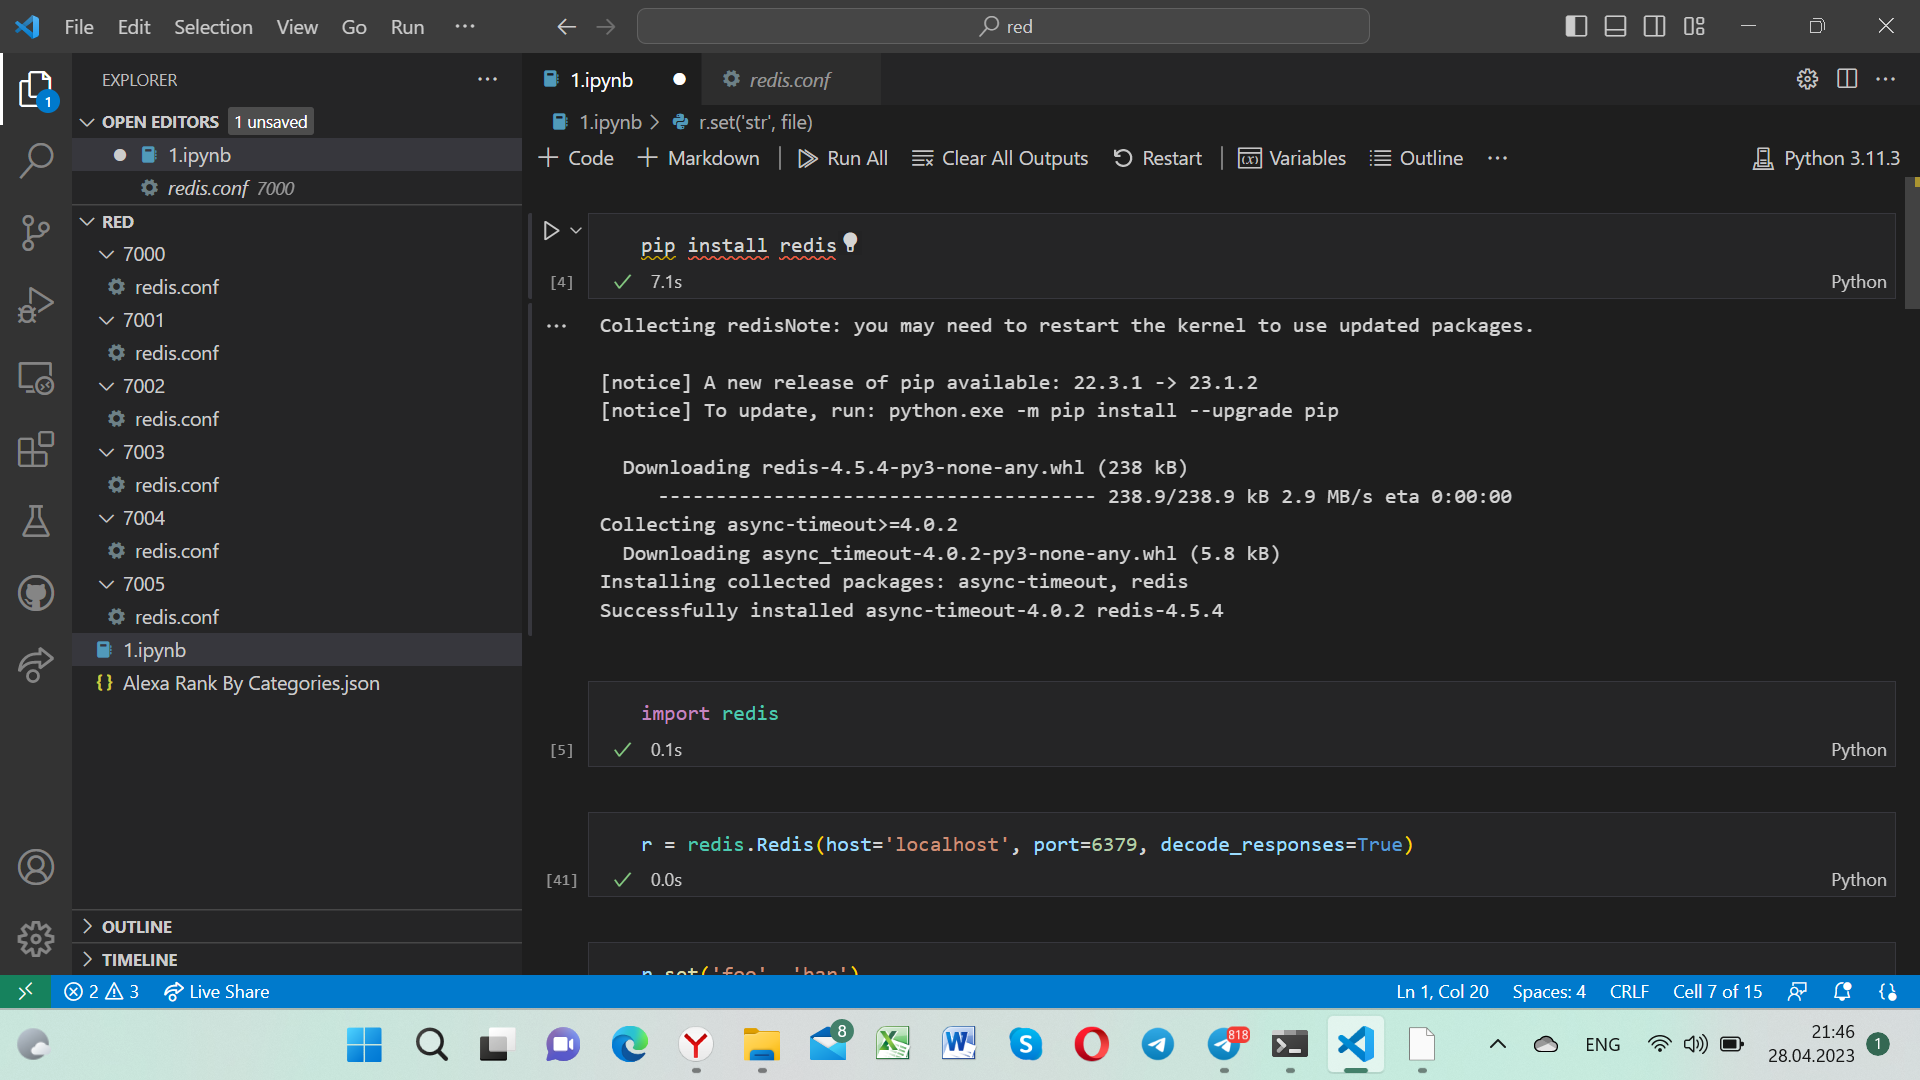 File Edit Selection View Go Run ···
red
EXPLORER ···
1
OPEN EDITORS 1 unsaved
1.ipynb
redis.conf 7000
RED
7000
redis.conf
7001
redis.conf
7002
redis.conf
7003
redis.conf
7004
redis.conf
7005
redis.conf
1.ipynb
{} Alexa Rank By Categories.json
OUTLINE
TIMELINE
1.ipynb redis.conf
1.ipynb > r.set('str', file)
+ Code + Markdown | Run All Clear All Outputs Restart | Variables Outline ··· Python 3.11.3
pip install redis
[4] ✓ 7.1s Python
Collecting redisNote: you may need to restart the kernel to use updated packages.
[notice] A new release of pip available: 22.3.1 -> 23.1.2
[notice] To update, run: python.exe -m pip install --upgrade pip
Downloading redis-4.5.4-py3-none-any.whl (238 kB)
-------------------------------------- 238.9/238.9 kB 2.9 MB/s eta 0:00:00
Collecting async-timeout>=4.0.2
Downloading async_timeout-4.0.2-py3-none-any.whl (5.8 kB)
Installing collected packages: async-timeout, redis
Successfully installed async-timeout-4.0.2 redis-4.5.4
import redis
[5] ✓ 0.1s Python
r = redis.Redis(host='localhost', port=6379, decode_responses=True)
[41] ✓ 0.0s Python
r.set('foo', 'bar')
2 3 Live Share
Ln 1, Col 20 Spaces: 4 CRLF Cell 7 of 15
8
818
ENG
21:46
28.04.2023
1